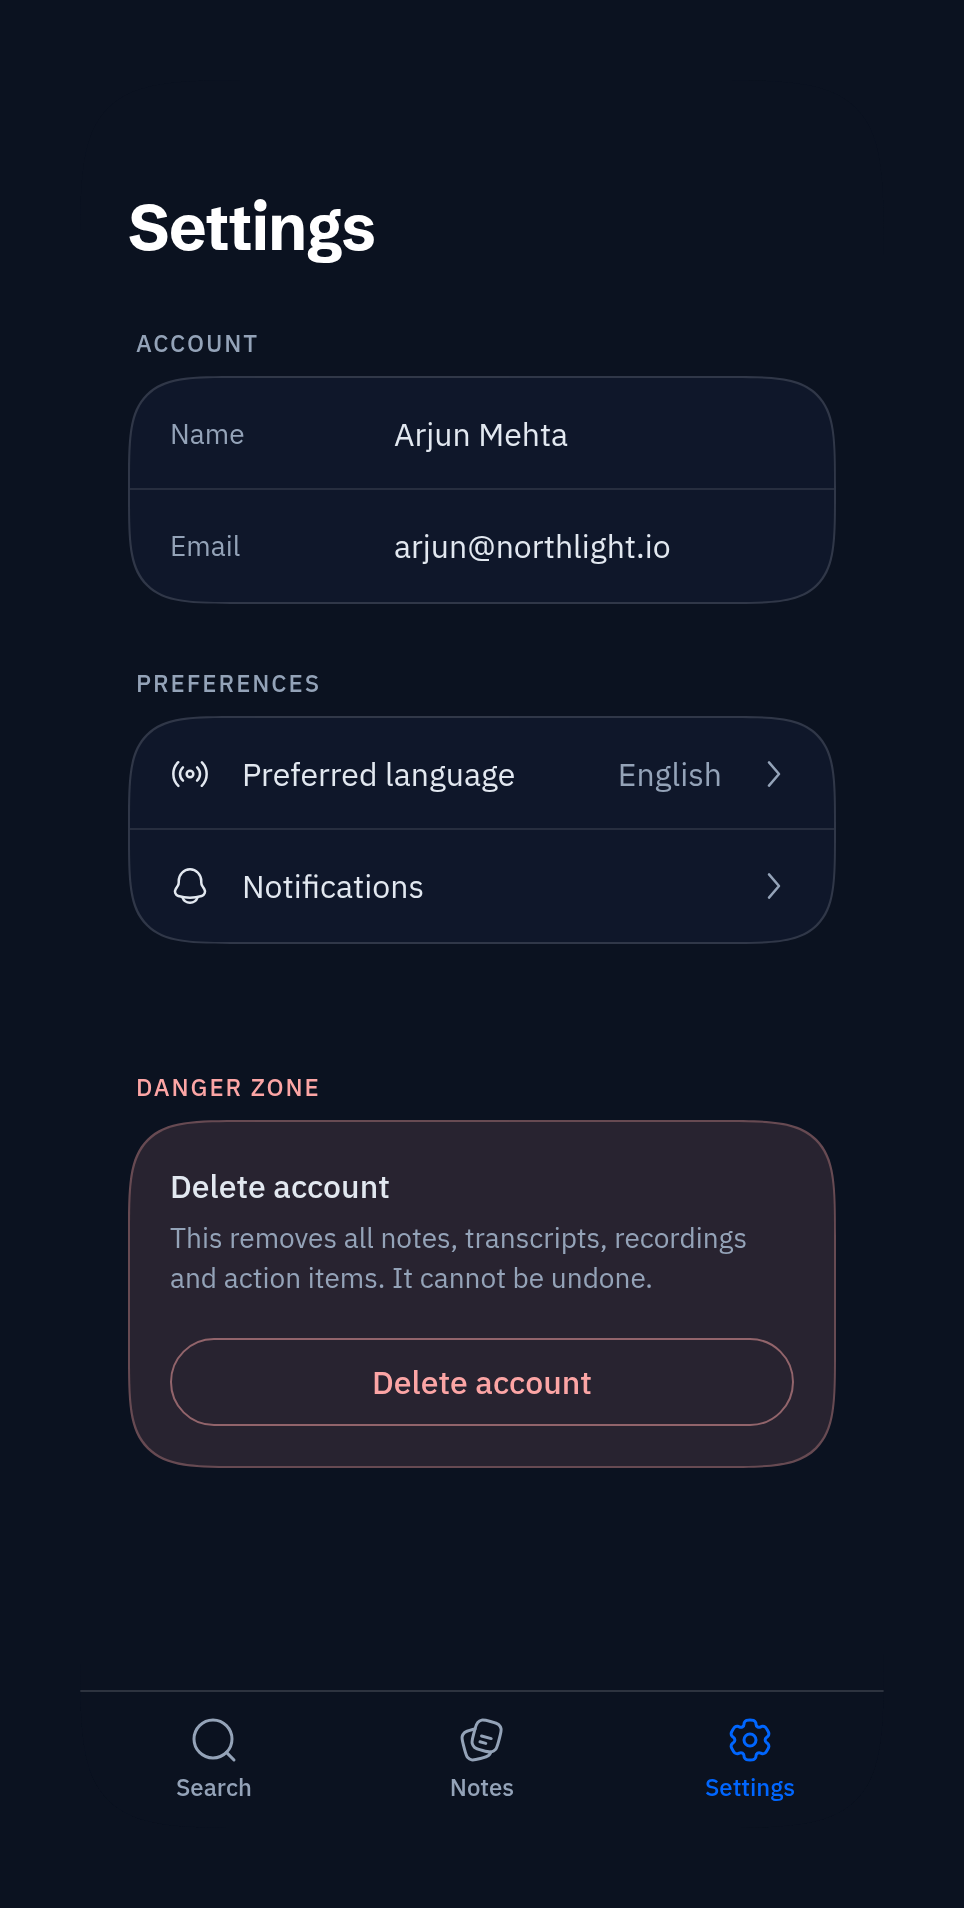 Settings
ACCOUNT
Name Arjun Mehta
Email arjun@northlight.io
PREFERENCES
Preferred language English
Notifications
DANGER ZONE
Delete account
This removes all notes, transcripts, recordings
and action items. It cannot be undone.
Delete account
Search Notes Settings